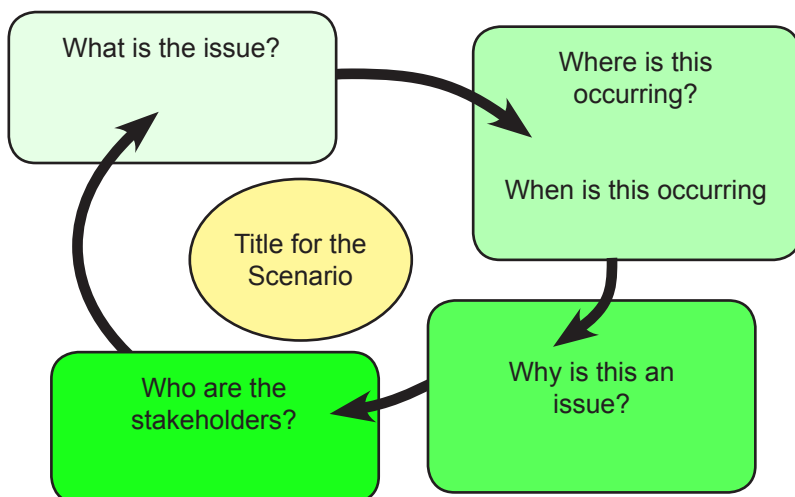 What is the issue?
Where is this
occurring?
When is this occurring
Title for the
Scenario
Why is this an
issue?
Who are the
stakeholders?